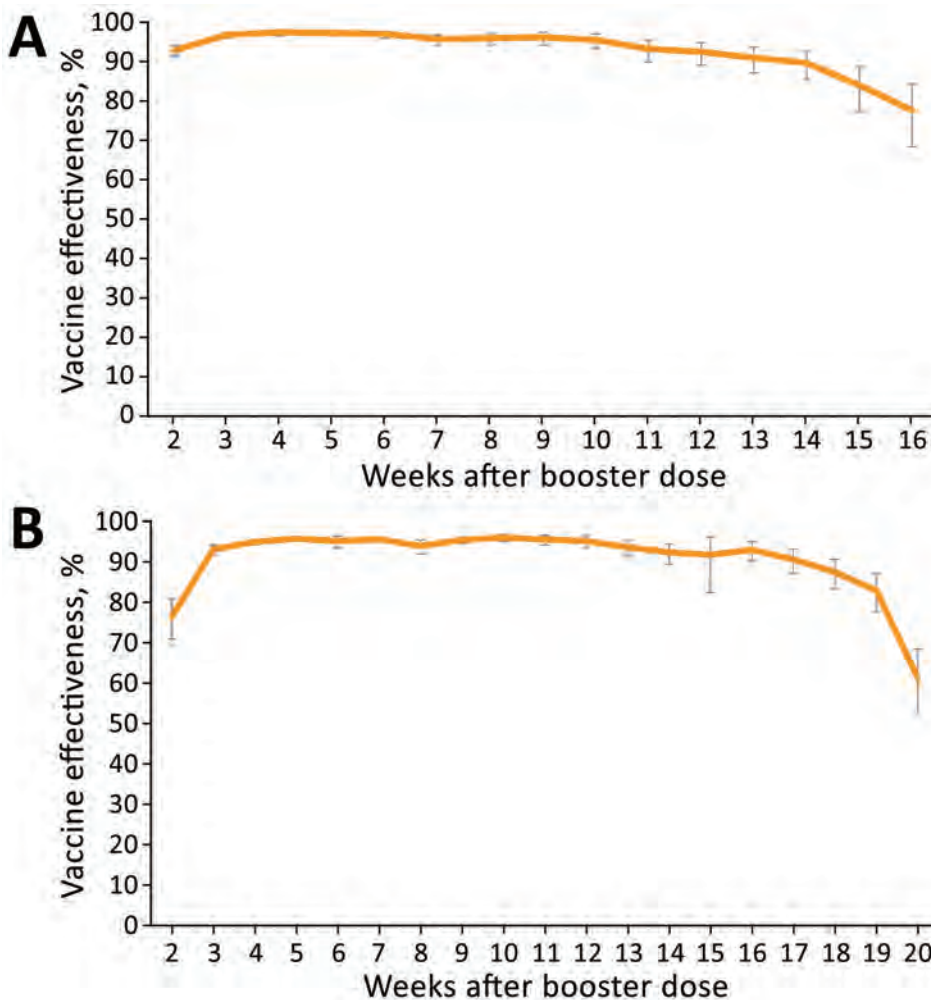 A
Vaccine effectiveness, %
100
90
80
70
60
50
40
30
20
10
0
2 3 4 5 6 7 8 9 10 11 12 13 14 15 16
Weeks after booster dose
B
Vaccine effectiveness, %
100
90
80
70
60
50
40
30
20
10
0
2 3 4 5 6 7 8 9 10 11 12 13 14 15 16 17 18 19 20
Weeks after booster dose